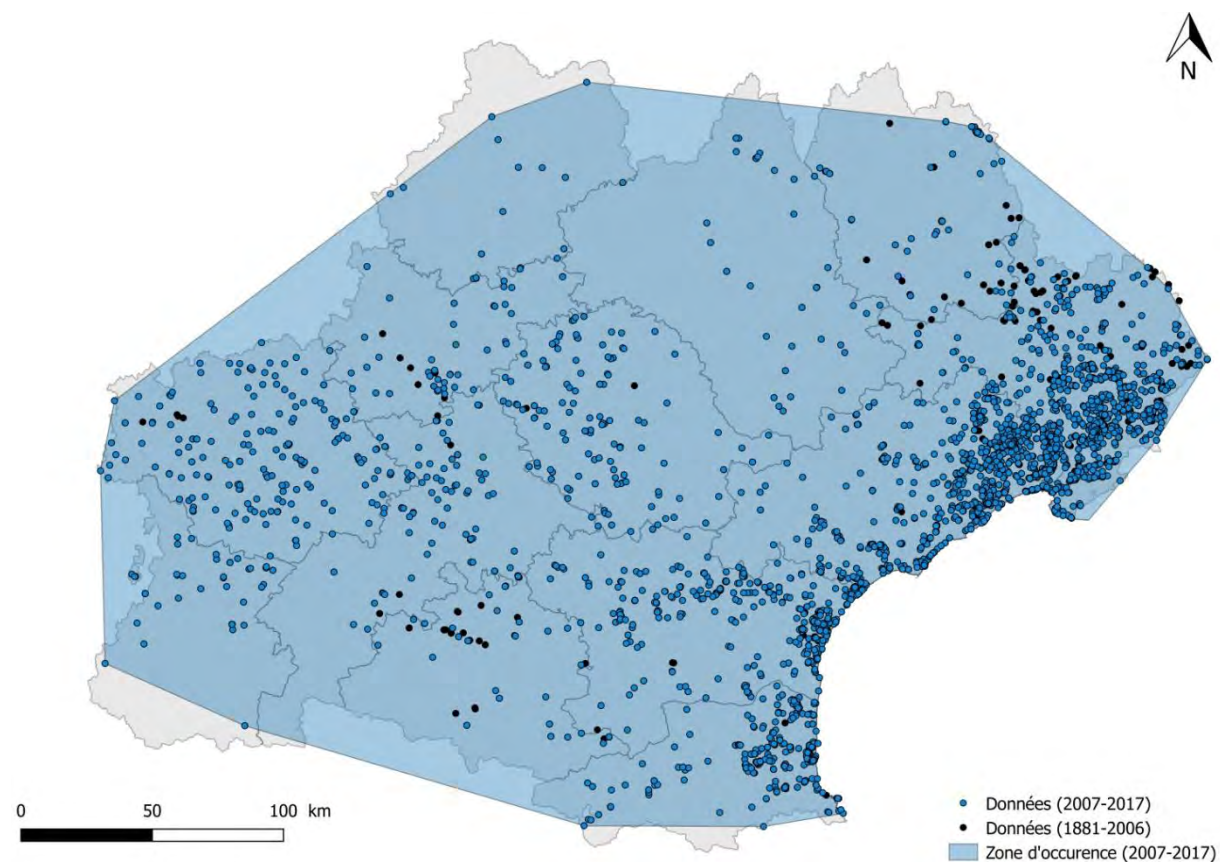 N
0 50 100 km
Données (2007-2017)
Données (1881-2006)
Zone d'occurence (2007-2017)